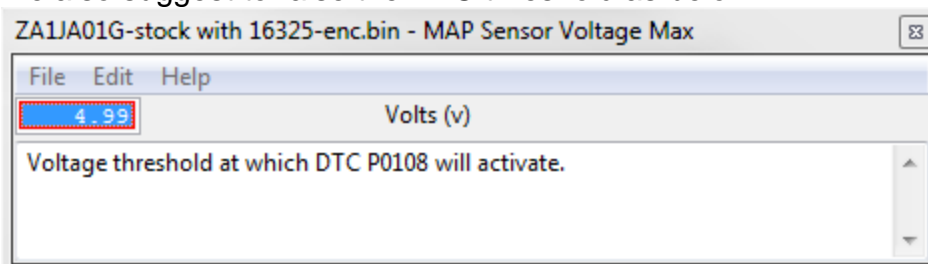 ZA1JA01G-stock with 16325-enc.bin - MAP Sensor Voltage Max
File Edit Help
4.99 Volts (v)
Voltage threshold at which DTC P0108 will activate.